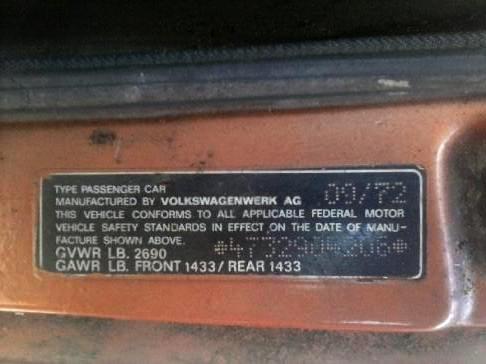 TYPE PASSENGER CAR 09/72
MANUFACTURED BY VOLKSWAGENWERK AG
THIS VEHICLE CONFORMS TO ALL APPLICABLE FEDERAL MOTOR
VEHICLE SAFETY STANDARDS IN EFFECT ON THE DATE OF MANU-
FACTURE SHOWN ABOVE.
GVWR LB. 2690
GAWR LB. FRONT 1433/REAR 1433